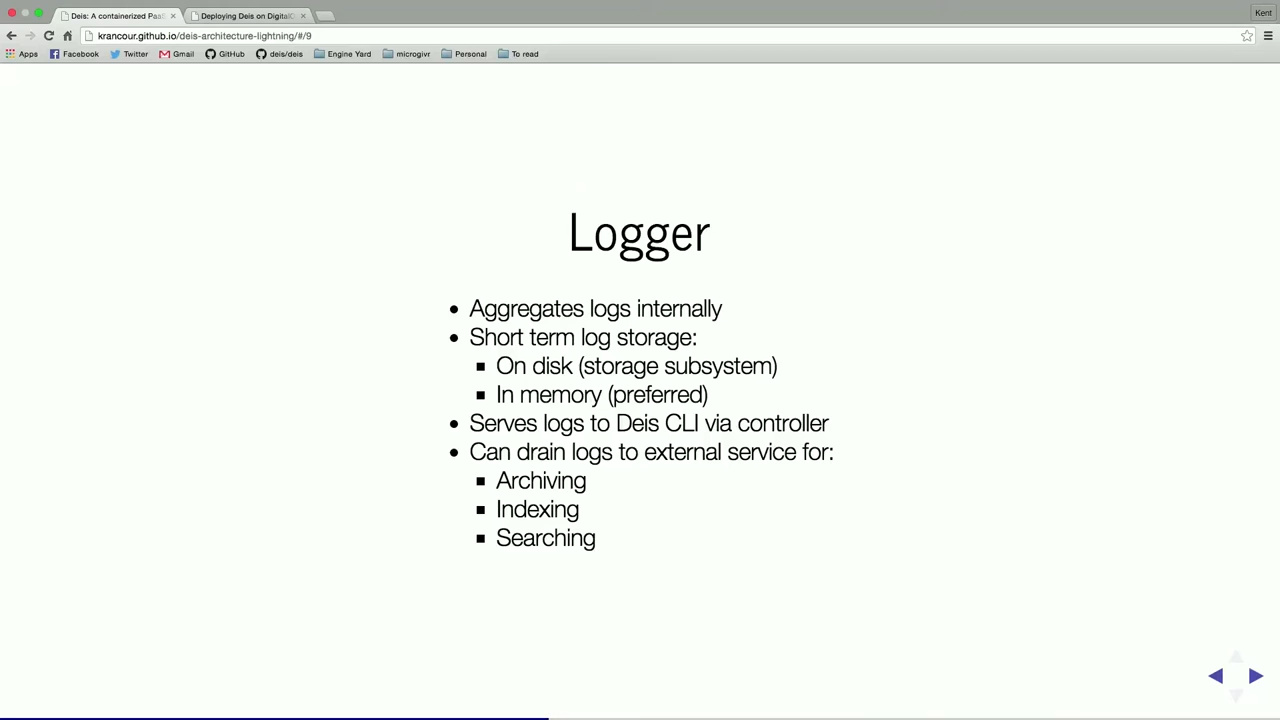 Deis: A containerized PaaS
Deploying Deis on Digital
Kent
krancour.github.io/deis-architecture-lightning/#/9
Apps Facebook Twitter Gmail GitHub deis/deis Engine Yard microgivr Personal To read
Logger
• Aggregates logs internally
• Short term log storage:
▪ On disk (storage subsystem)
▪ In memory (preferred)
• Serves logs to Deis CLI via controller
• Can drain logs to external service for:
▪ Archiving
▪ Indexing
▪ Searching